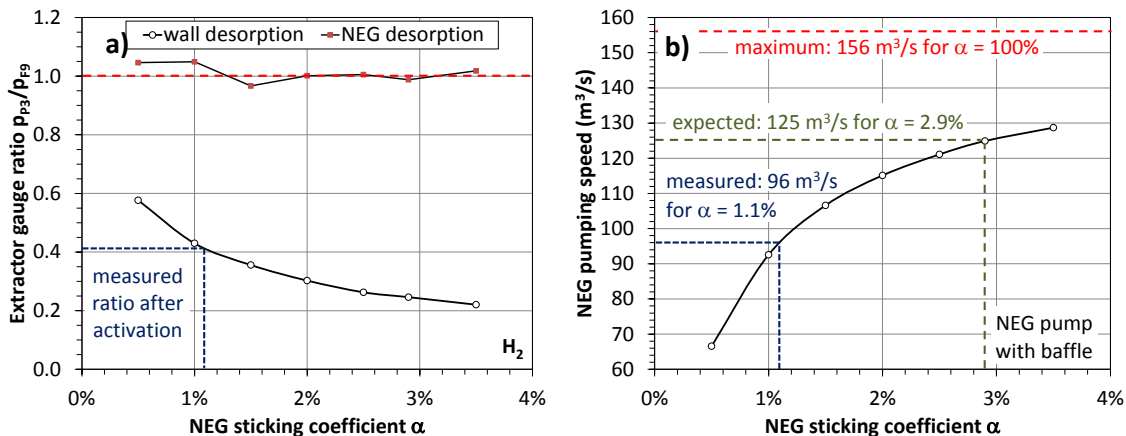 a)
wall desorption
NEG desorption
Extractor gauge ratio pP3/pF9
1.2
1.0
0.8
0.6
0.4
0.2
0.0
measured
ratio after
activation
H2
0%
1%
2%
3%
4%
NEG sticking coefficient α
b)
NEG pumping speed (m³/s)
160
150
140
130
120
110
100
90
80
70
60
maximum: 156 m³/s for α = 100%
expected: 125 m³/s for α = 2.9%
measured: 96 m³/s
for α = 1.1%
NEG pump
with baffle
0%
1%
2%
3%
4%
NEG sticking coefficient α